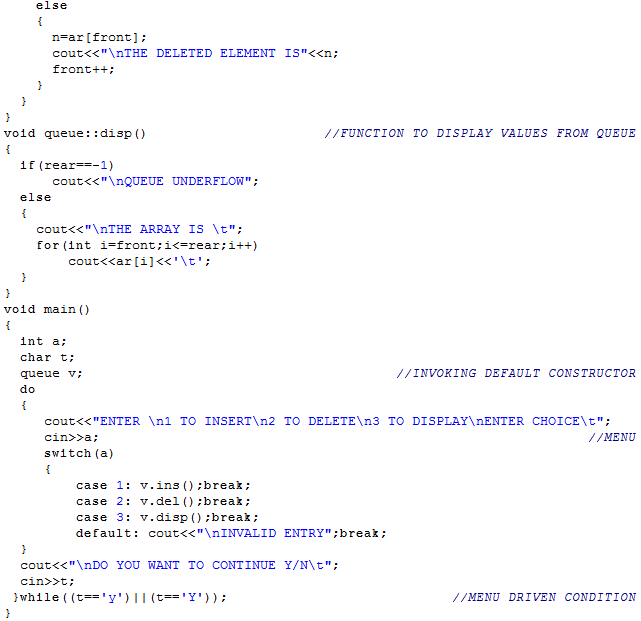 else
{
n=ar[front];
cout<<"\nTHE DELETED ELEMENT IS"<<n;
front++;
}
}
}
void queue::disp() //FUNCTION TO DISPLAY VALUES FROM QUEUE
{
if(rear==-1)
cout<<"\nQUEUE UNDERFLOW";
else
{
cout<<"\nTHE ARRAY IS \t";
for(int i=front;i<=rear;i++)
cout<<ar[i]<<'\t';
}
}
void main()
{
int a;
char t;
queue v; //INVOKING DEFAULT CONSTRUCTOR
do
{
cout<<"ENTER \n1 TO INSERT\n2 TO DELETE\n3 TO DISPLAY\nENTER CHOICE\t";
cin>>a; //MENU
switch(a)
{
case 1: v.ins();break;
case 2: v.del();break;
case 3: v.disp();break;
default: cout<<"\nINVALID ENTRY";break;
}
cout<<"\nDO YOU WANT TO CONTINUE Y/N\t";
cin>>t;
}while((t=='y')||(t=='Y')); //MENU DRIVEN CONDITION
}